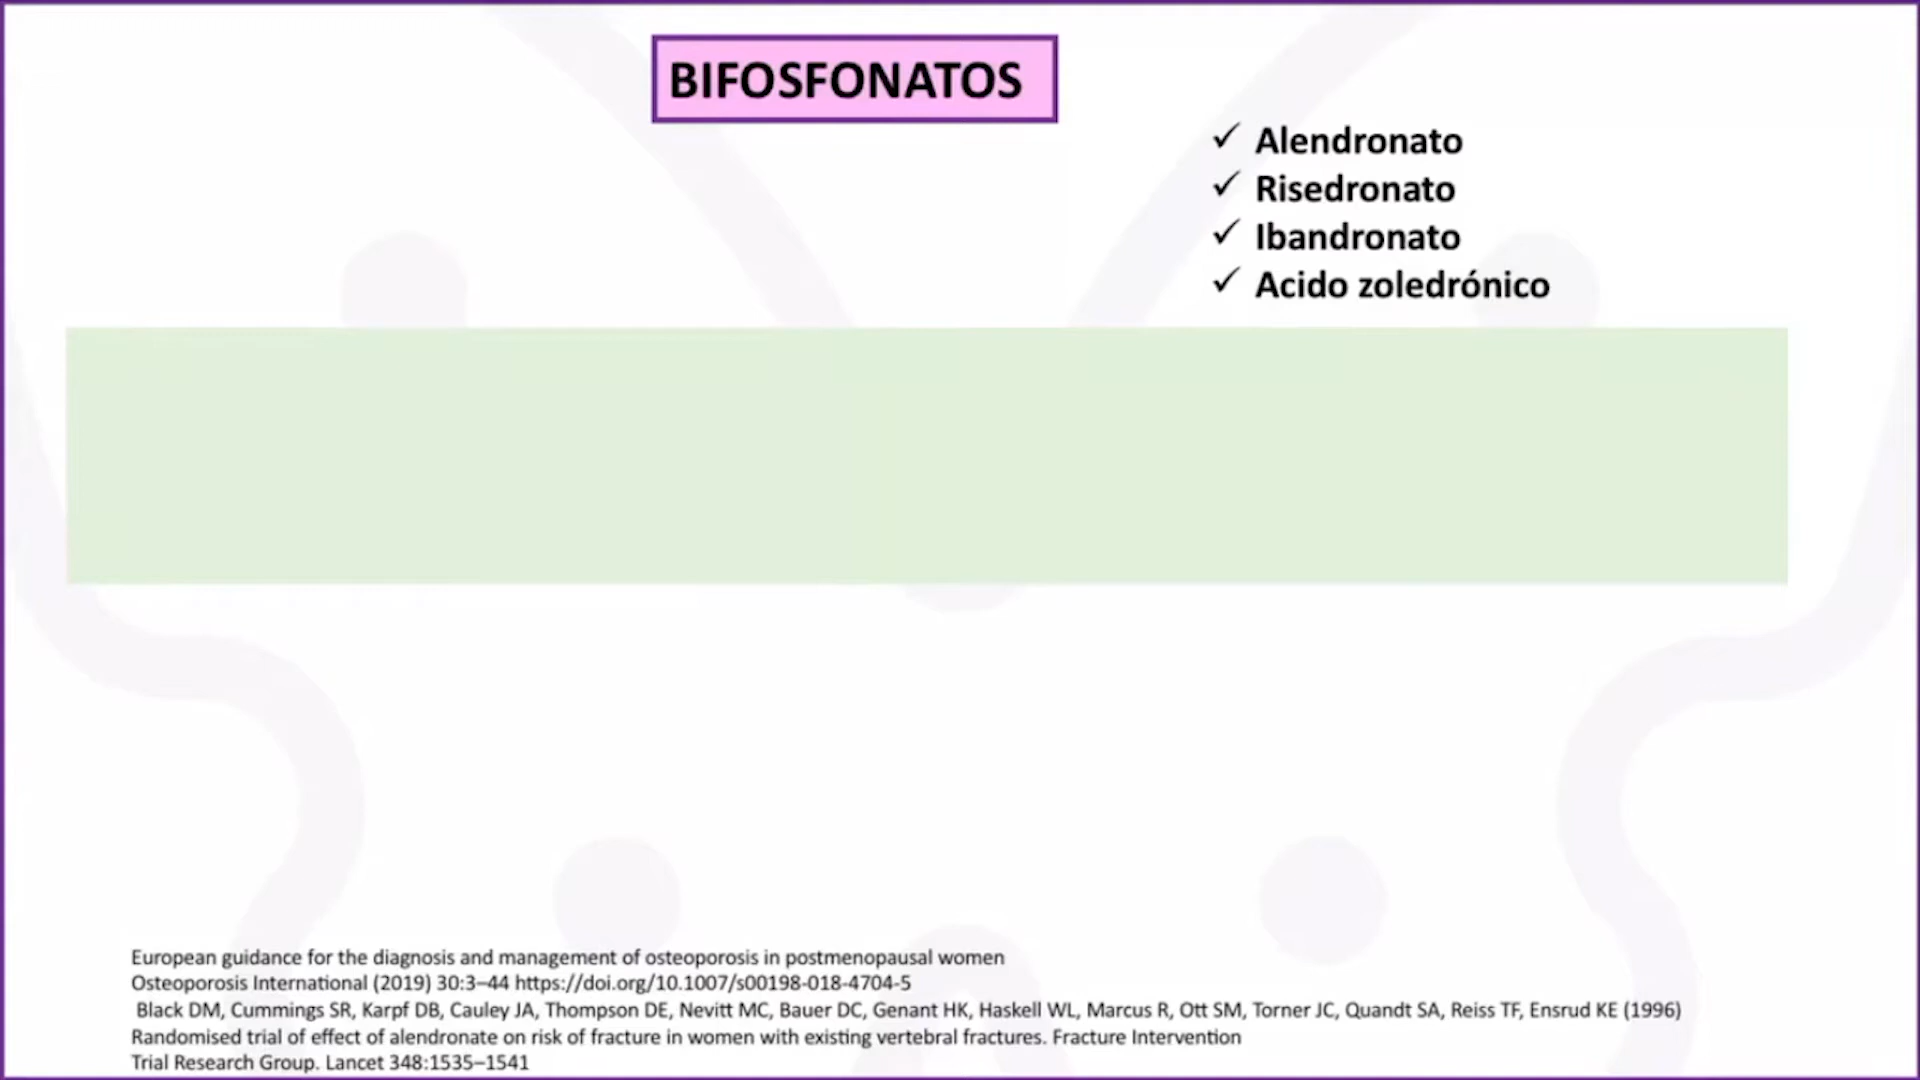 BIFOSFONATOS
✓ Alendronato
✓ Risedronato
✓ Ibandronato
✓ Acido zoledrónico
European guidance for the diagnosis and management of osteoporosis in postmenopausal women
Osteoporosis International (2019) 30:3–44 https://doi.org/10.1007/s00198-018-4704-5
Black DM, Cummings SR, Karpf DB, Cauley JA, Thompson DE, Nevitt MC, Bauer DC, Genant HK, Haskell WL, Marcus R, Ott SM, Torner JC, Quandt SA, Reiss TF, Ensrud KE (1996)
Randomised trial of effect of alendronate on risk of fracture in women with existing vertebral fractures. Fracture Intervention
Trial Research Group. Lancet 348:1535–1541